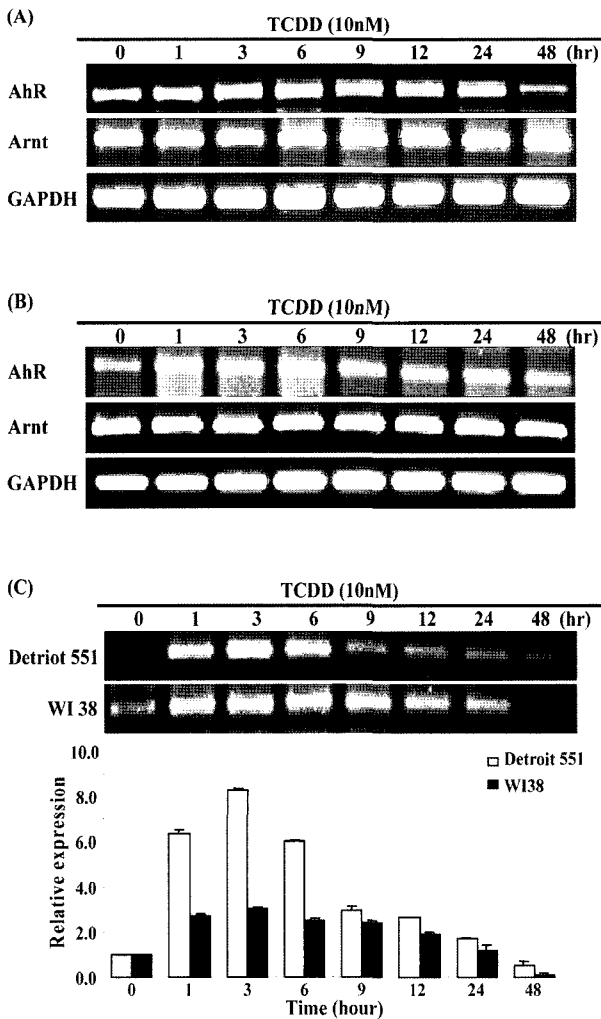 (A)
TCDD (10nM)
0 1 3 6 9 12 24 48 (hr)
AhR
Arnt
GAPDH
(B)
TCDD (10nM)
0 1 3 6 9 12 24 48 (hr)
AhR
Arnt
GAPDH
(C)
TCDD (10nM)
0 1 3 6 9 12 24 48 (hr)
Detriot 551
WI 38
10.0
8.0
6.0
4.0
2.0
0.0
Relative expression
Detroit 551
WI38
0 1 3 6 9 12 24 48
Time (hour)